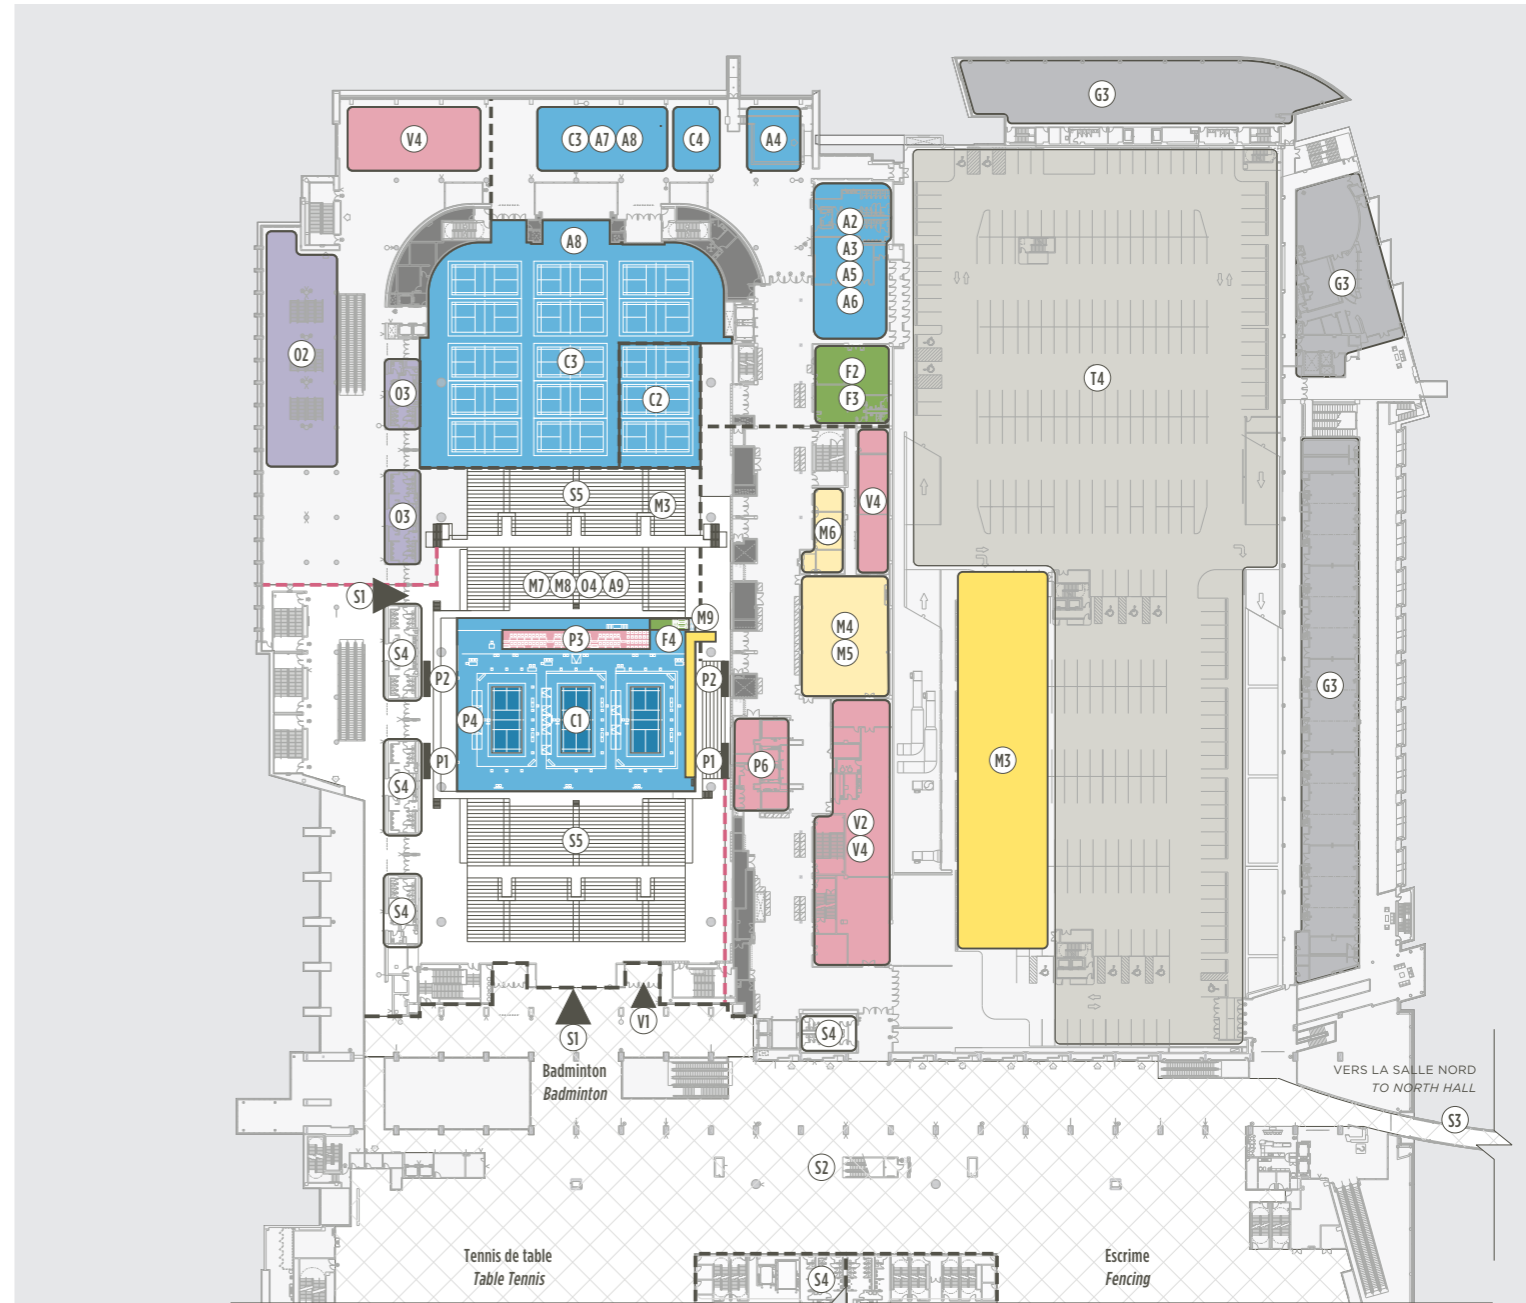 G3
V4
C3 A7 A8
C4
A4
A2
A3
A5
A6
A8
G3
O2
C3
F2
F3
T4
O3
C2
S5
M3
V4
O3
M6
M7 M8 O4 A9
S1
M9
M4
M5
P3
F4
S4
P2
P2
G3
P4
C1
P1
P1
P6
M3
S4
V2
V4
S5
S4
S1
V1
S4
Badminton
Badminton
VERS LA SALLE NORD
TO NORTH HALL
S3
S2
Tennis de table
Table Tennis
Escrime
Fencing
S4